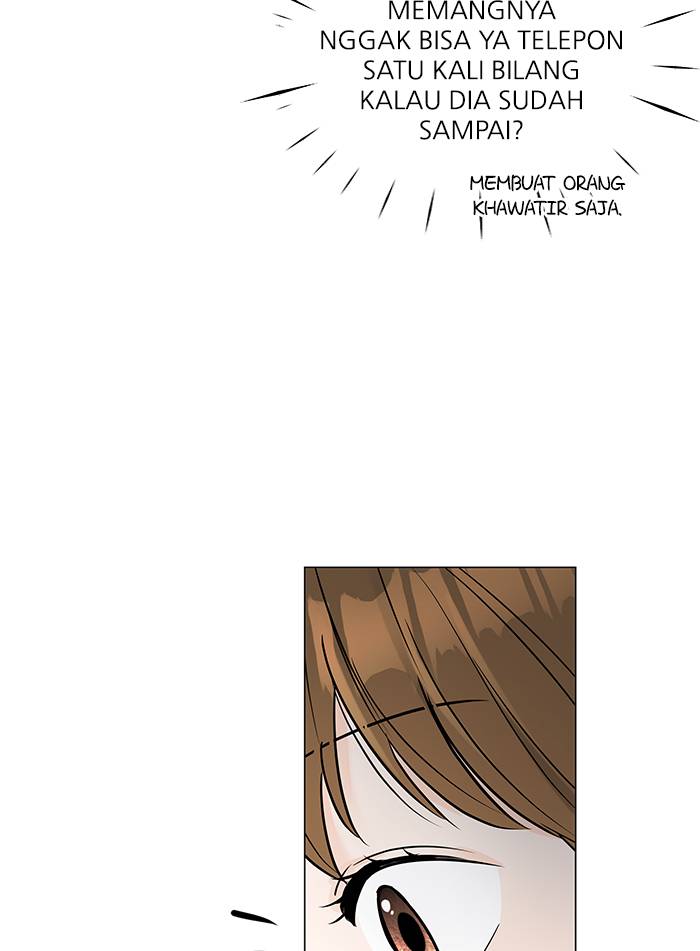 MEMANGNYA
NGGAK BISA YA TELEPON
SATU KALI BILANG
KALAU DIA SUDAH
SAMPAI?
MEMBUAT ORANG
KHAWATIR SAJA.